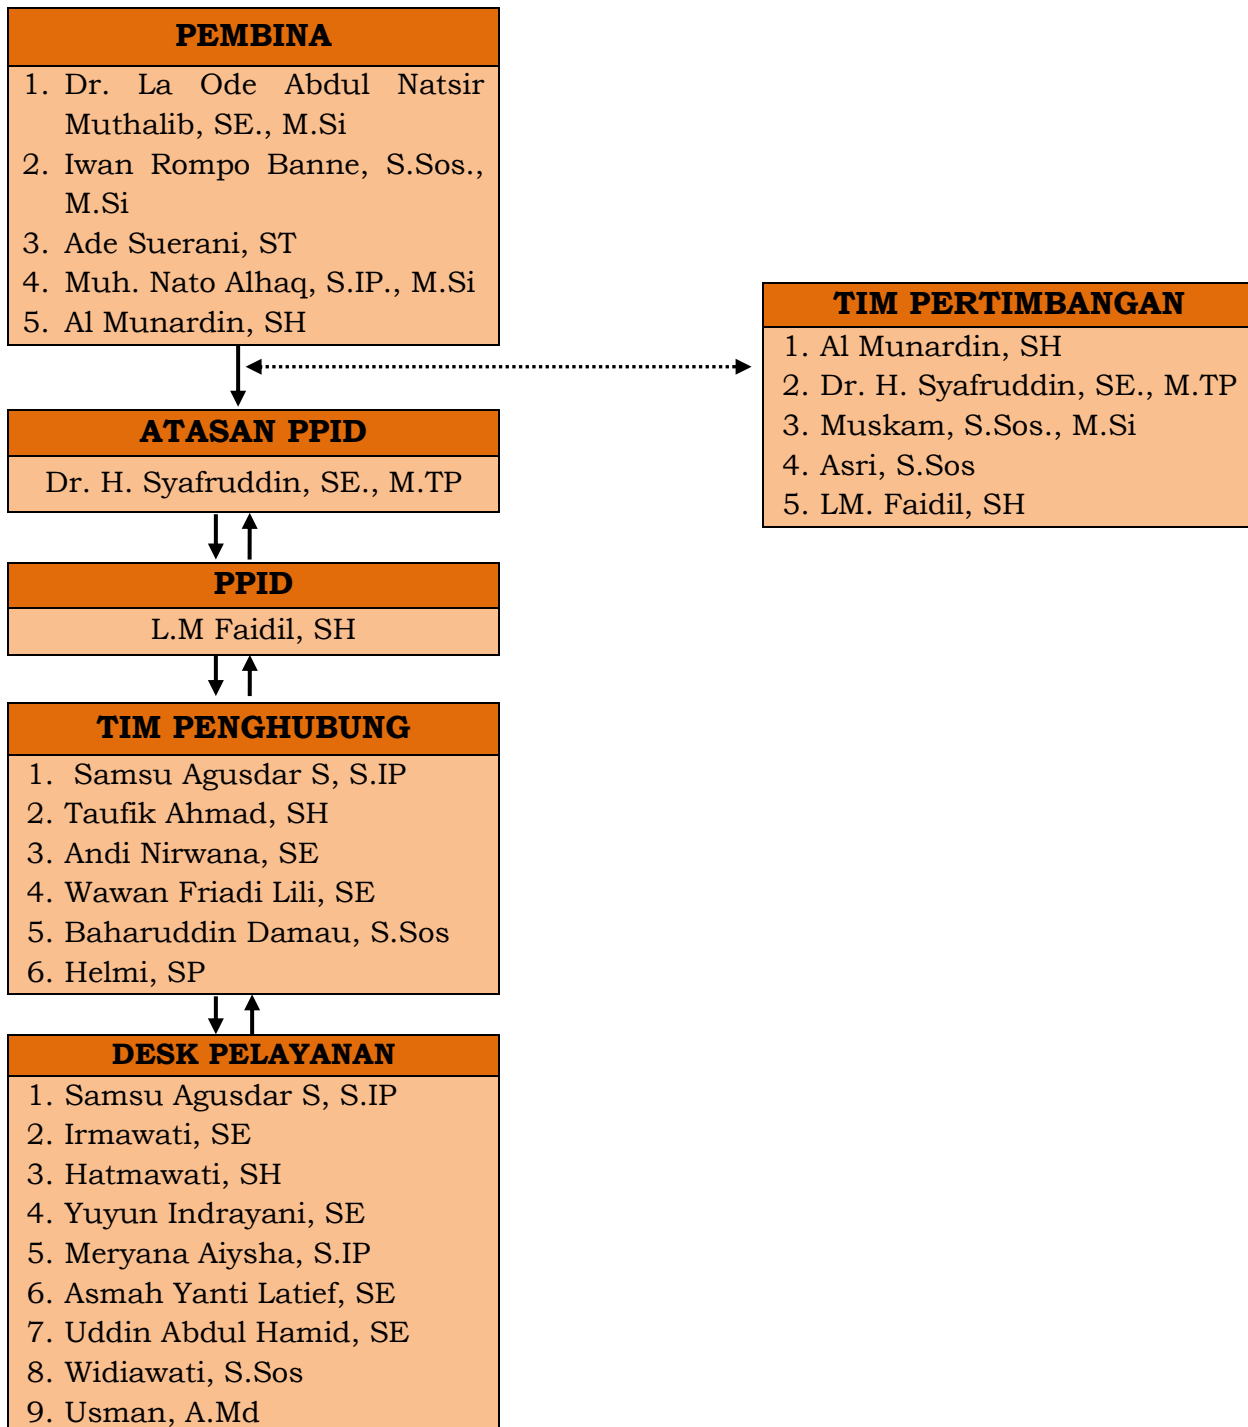 PEMBINA
1. Dr. La Ode Abdul Natsir
Muthalib, SE., M.Si
2. Iwan Rompo Banne, S.Sos.,
M.Si
3. Ade Suerani, ST
4. Muh. Nato Alhaq, S.IP., M.Si
5. Al Munardin, SH
TIM PERTIMBANGAN
1. Al Munardin, SH
2. Dr. H. Syafruddin, SE., M.TP
3. Muskam, S.Sos., M.Si
4. Asri, S.Sos
5. LM. Faidil, SH
ATASAN PPID
Dr. H. Syafruddin, SE., M.TP
PPID
L.M Faidil, SH
TIM PENGHUBUNG
1. Samsu Agusdar S, S.IP
2. Taufik Ahmad, SH
3. Andi Nirwana, SE
4. Wawan Friadi Lili, SE
5. Baharuddin Damau, S.Sos
6. Helmi, SP
DESK PELAYANAN
1. Samsu Agusdar S, S.IP
2. Irmawati, SE
3. Hatmawati, SH
4. Yuyun Indrayani, SE
5. Meryana Aiysha, S.IP
6. Asmah Yanti Latief, SE
7. Uddin Abdul Hamid, SE
8. Widiawati, S.Sos
9. Usman, A.Md